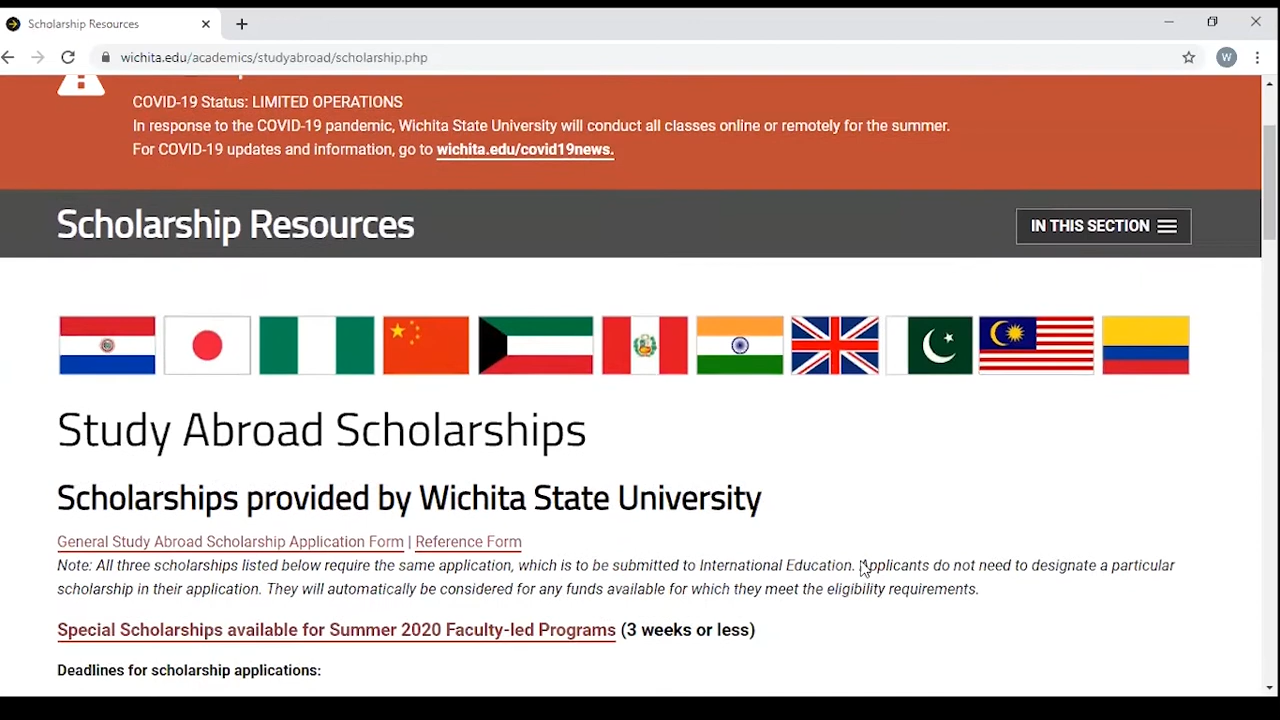 Scholarship Resources
wichita.edu/academics/studyabroad/scholarship.php
W
COVID-19 Status: LIMITED OPERATIONS
In response to the COVID-19 pandemic, Wichita State University will conduct all classes online or remotely for the summer.
For COVID-19 updates and information, go to wichita.edu/covid19news.
Scholarship Resources
IN THIS SECTION
Study Abroad Scholarships
Scholarships provided by Wichita State University
General Study Abroad Scholarship Application Form | Reference Form
Note: All three scholarships listed below require the same application, which is to be submitted to International Education. Applicants do not need to designate a particular
scholarship in their application. They will automatically be considered for any funds available for which they meet the eligibility requirements.
Special Scholarships available for Summer 2020 Faculty-led Programs (3 weeks or less)
Deadlines for scholarship applications: